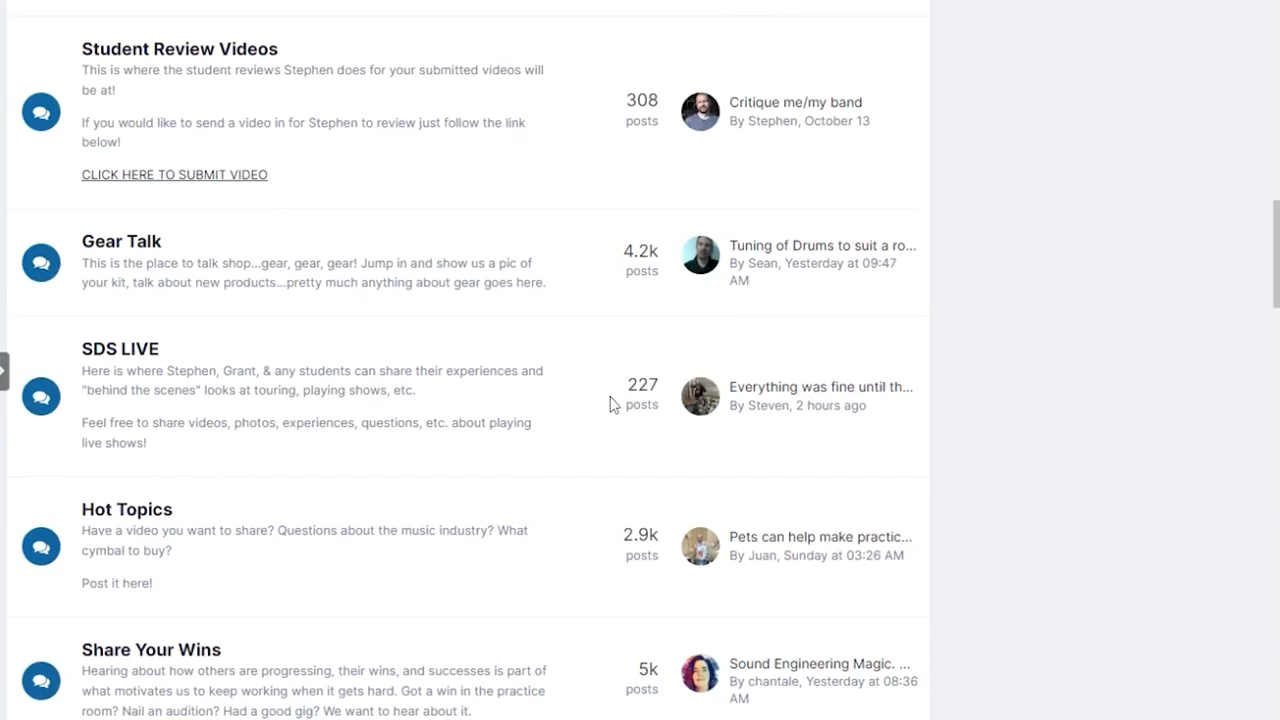 Student Review Videos
This is where the student reviews Stephen does for your submitted videos will
be at!
If you would like to send a video in for Stephen to review just follow the link
below!
CLICK HERE TO SUBMIT VIDEO
308
posts
Critique me/my band
By Stephen, October 13
Gear Talk
This is the place to talk shop...gear, gear, gear! Jump in and show us a pic of
your kit, talk about new products...pretty much anything about gear goes here.
4.2k
posts
Tuning of Drums to suit a ro...
By Sean, Yesterday at 09:47
AM
SDS LIVE
Here is where Stephen, Grant, & any students can share their experiences and
"behind the scenes" looks at touring, playing shows, etc.
Feel free to share videos, photos, experiences, questions, etc. about playing
live shows!
227
posts
Everything was fine until th...
By Steven, 2 hours ago
Hot Topics
Have a video you want to share? Questions about the music industry? What
cymbal to buy?
Post it here!
2.9k
posts
Pets can help make practic...
By Juan, Sunday at 03:26 AM
Share Your Wins
Hearing about how others are progressing, their wins, and successes is part of
what motivates us to keep working when it gets hard. Got a win in the practice
room? Nail an audition? Had a good gig? We want to hear about it.
5k
posts
Sound Engineering Magic. ...
By chantale, Yesterday at 08:36
AM